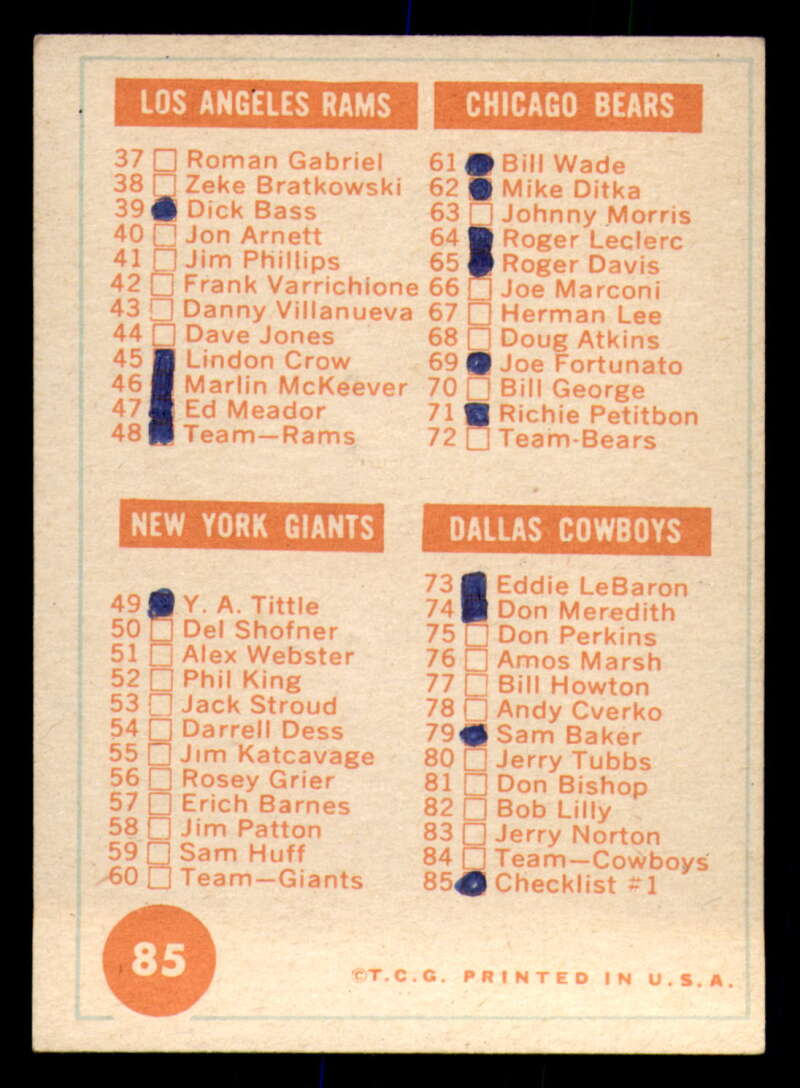 LOS ANGELES RAMS
37 Roman Gabriel
38 Zeke Bratkowski
39 Dick Bass
40 Jon Arnett
41 Jim Phillips
42 Frank Varrichione
43 Danny Villanueva
44 Dave Jones
45 Lindon Crow
46 Marlin McKeever
47 Ed Meador
48 Team—Rams
CHICAGO BEARS
61 Bill Wade
62 Mike Ditka
63 Johnny Morris
64 Roger Leclerc
65 Roger Davis
66 Joe Marconi
67 Herman Lee
68 Doug Atkins
69 Joe Fortunato
70 Bill George
71 Richie Petitbon
72 Team-Bears
NEW YORK GIANTS
49 Y. A. Tittle
50 Del Shofner
51 Alex Webster
52 Phil King
53 Jack Stroud
54 Darrell Dess
55 Jim Katcavage
56 Rosey Grier
57 Erich Barnes
58 Jim Patton
59 Sam Huff
60 Team—Giants
DALLAS COWBOYS
73 Eddie LeBaron
74 Don Meredith
75 Don Perkins
76 Amos Marsh
77 Bill Howton
78 Andy Cverko
79 Sam Baker
80 Jerry Tubbs
81 Don Bishop
82 Bob Lilly
83 Jerry Norton
84 Team—Cowboys
85 Checklist #1
85
©T.C.G. PRINTED IN U.S.A.